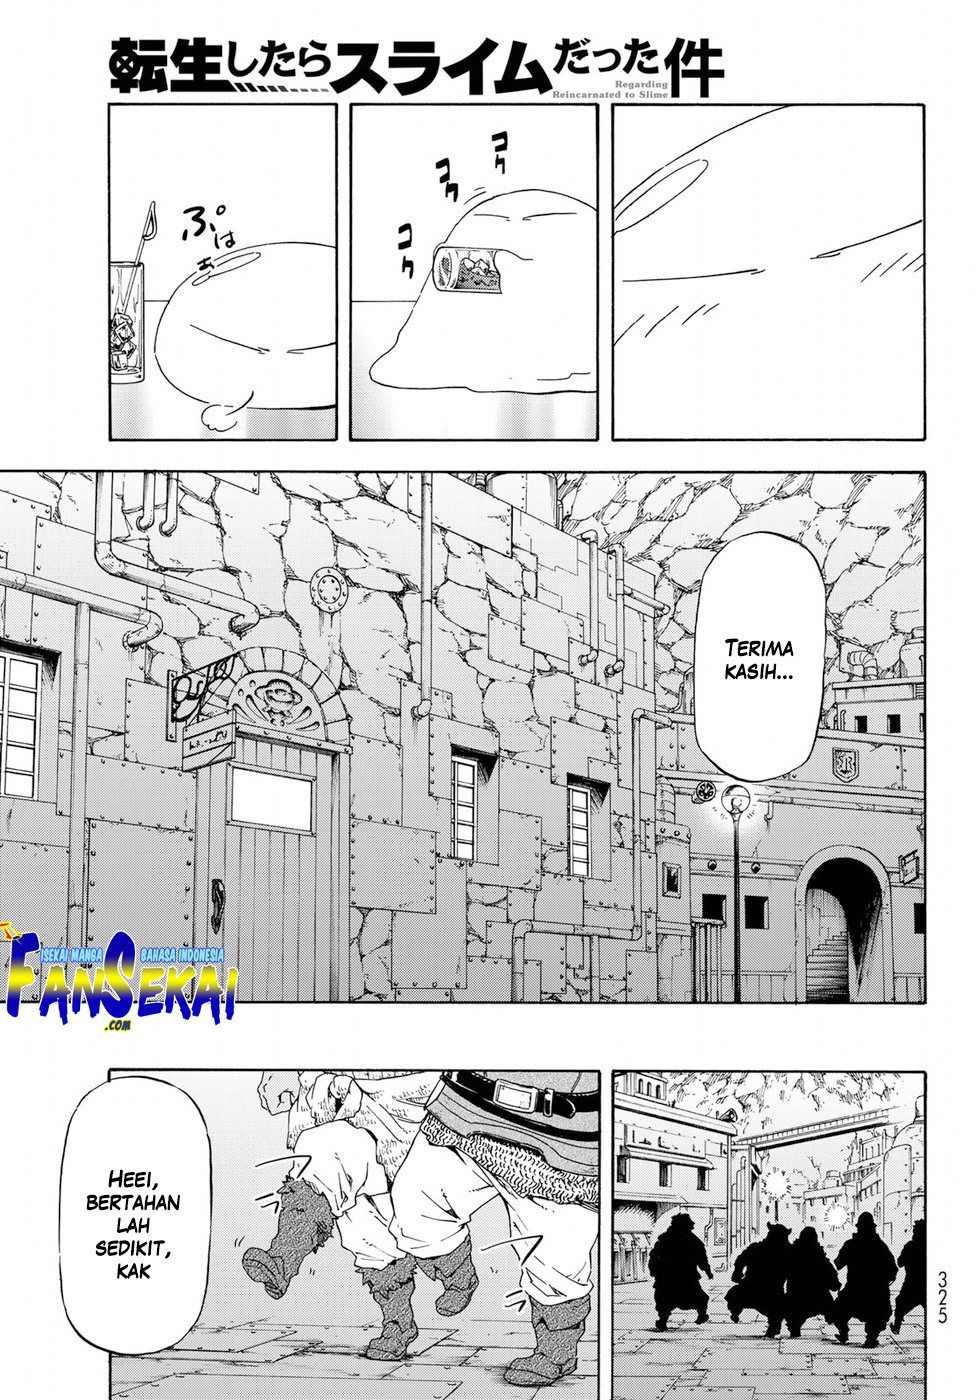 転生したらスライムだった件
Regarding
Reincarnated to Slime
コク
コク
コク
ぷ
は
ぁ
TERIMA
KASIH...
ISEKAI MANGA BAHASA INDONESIA
FANSEKAI
.COM
HEEI,
BERTAHAN
LAH
SEDIKIT,
KAK
325